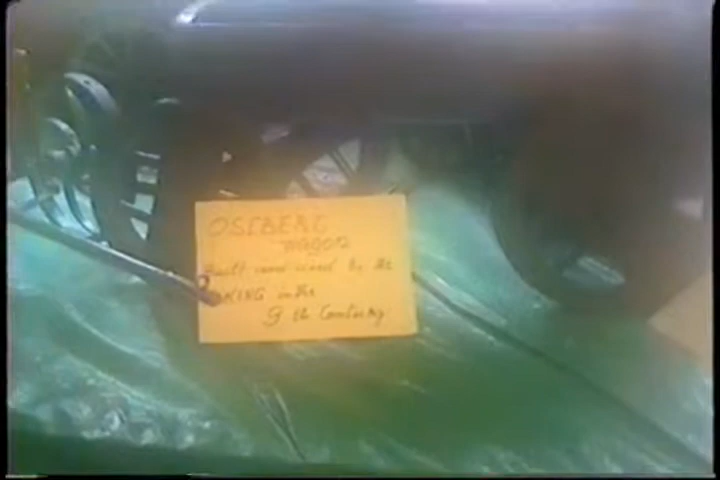 OSEBERG
Wagon
Built and used by the
KING in the
9 th Century